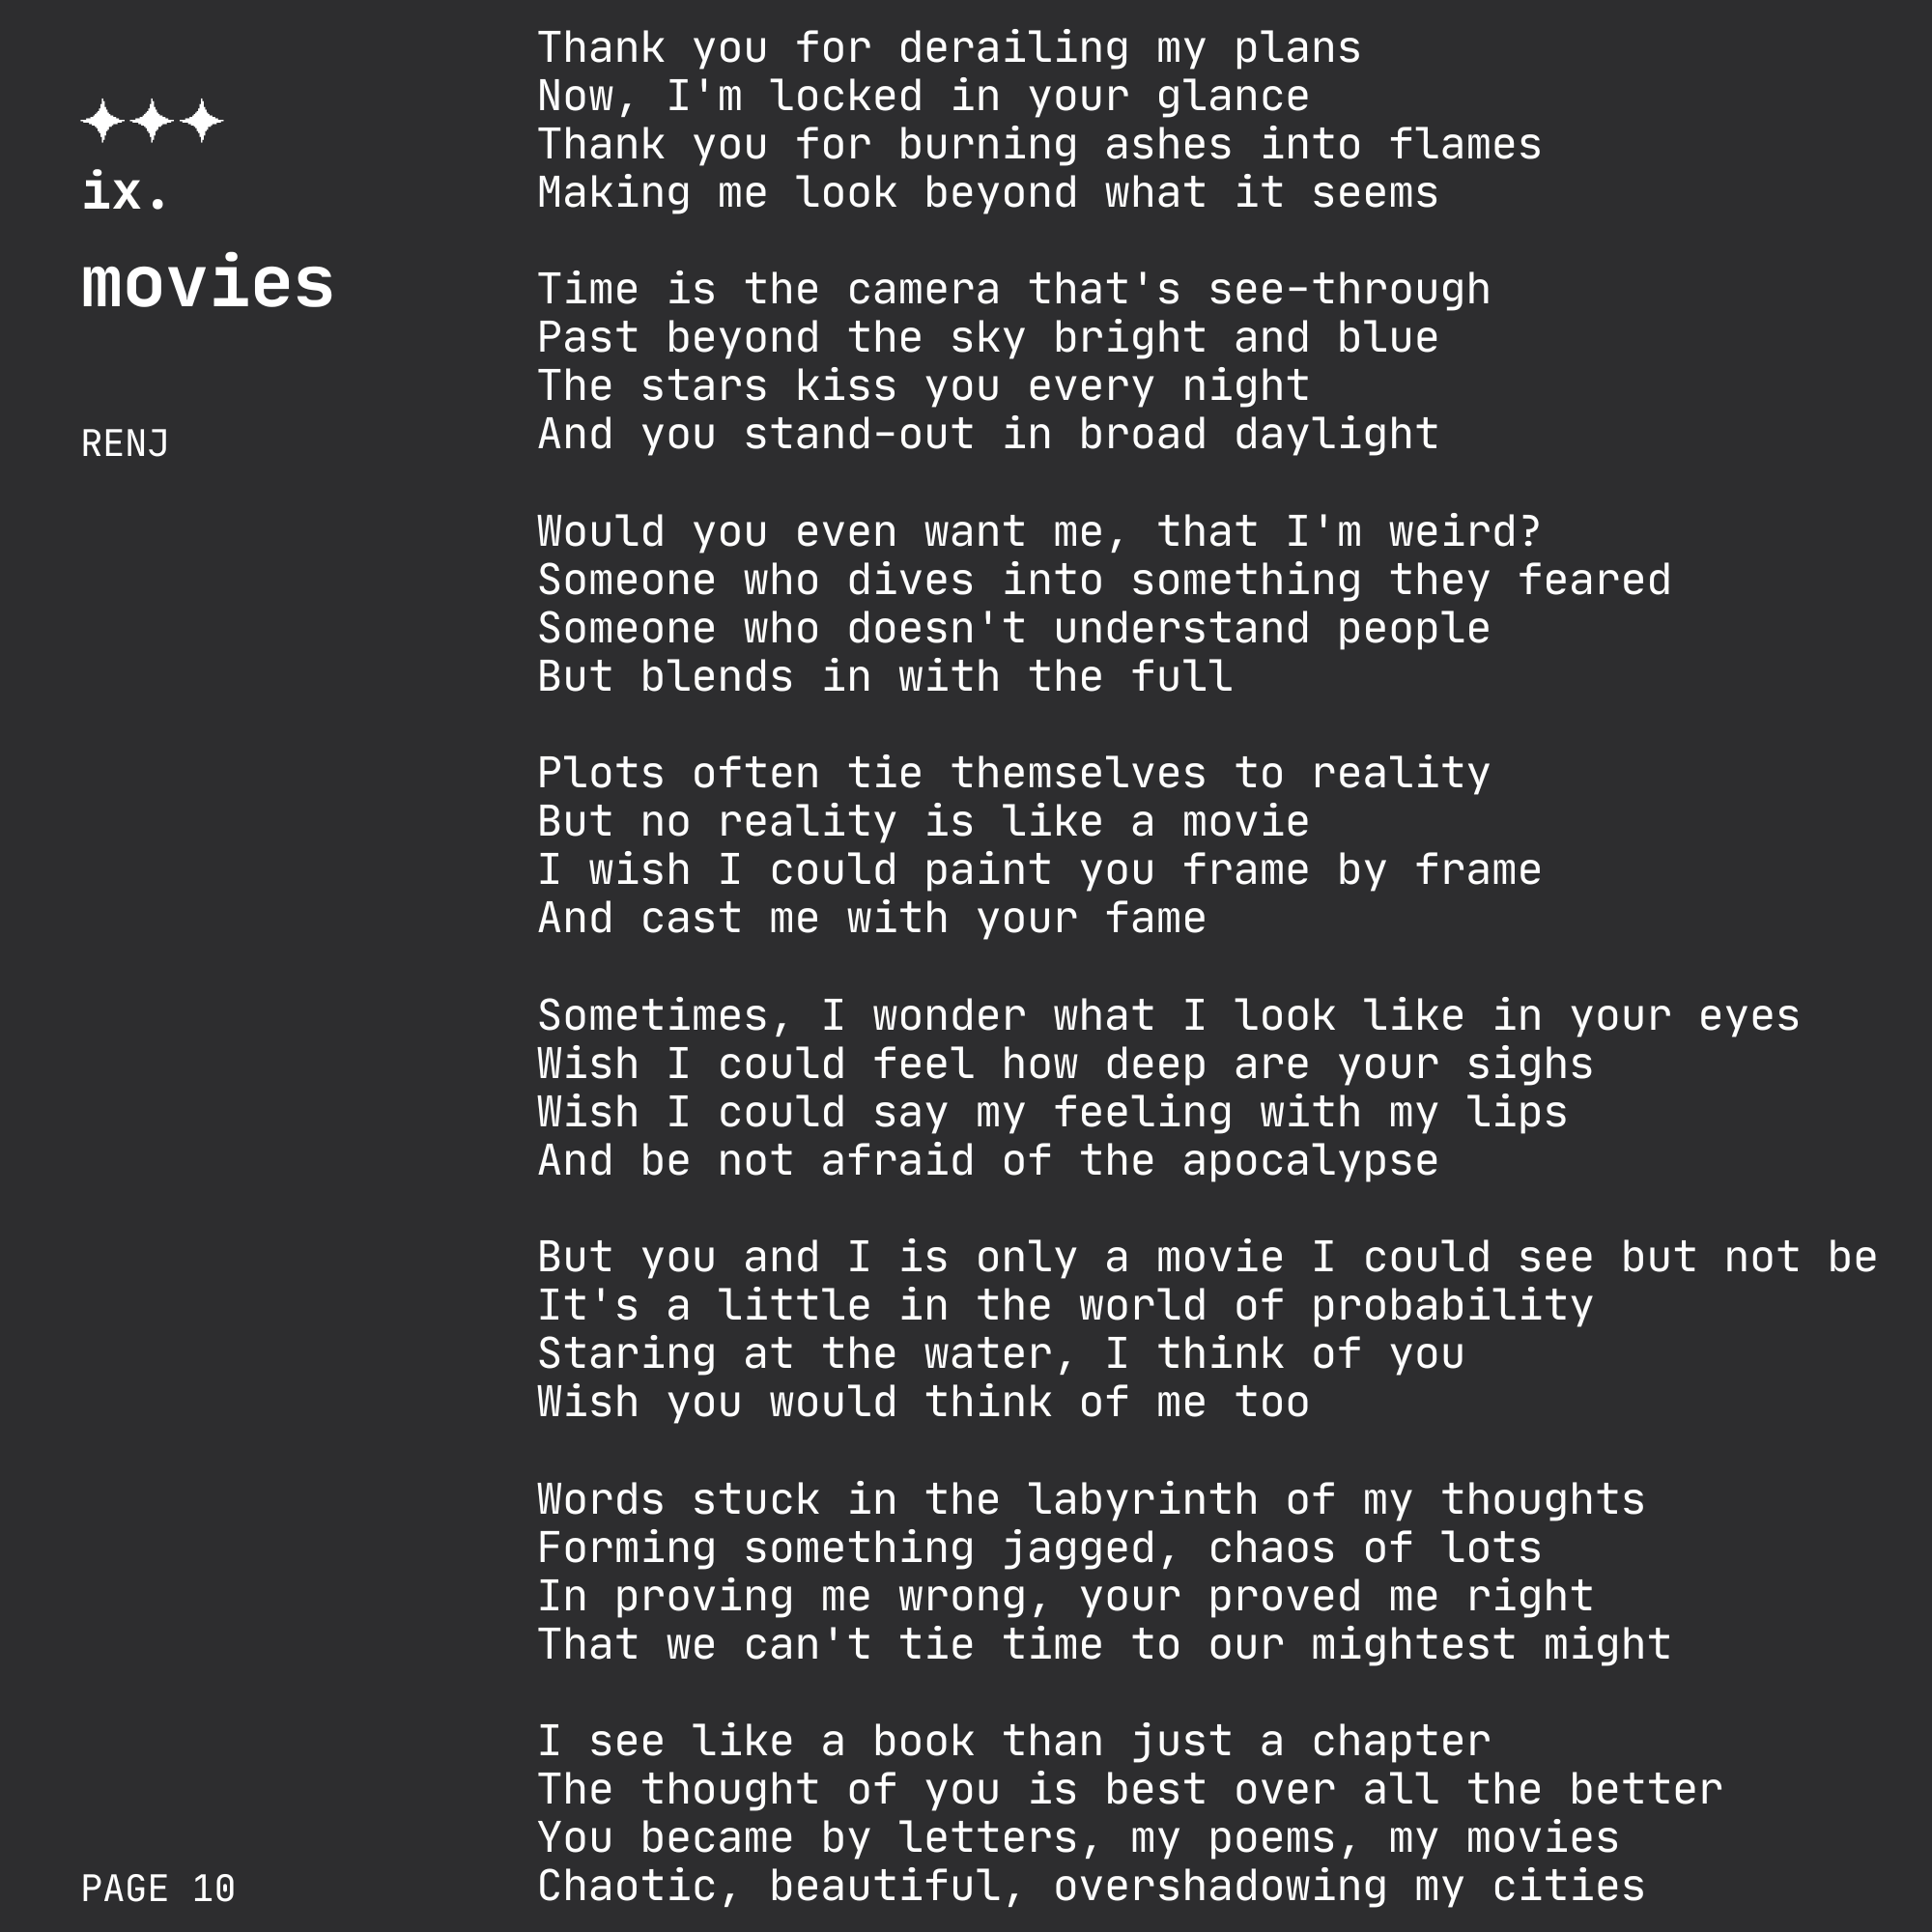 ix.
movies
RENJ
Thank you for derailing my plans
Now, I'm locked in your glance
Thank you for burning ashes into flames
Making me look beyond what it seems
Time is the camera that's see-through
Past beyond the sky bright and blue
The stars kiss you every night
And you stand-out in broad daylight
Would you even want me, that I'm weird?
Someone who dives into something they feared
Someone who doesn't understand people
But blends in with the full
Plots often tie themselves to reality
But no reality is like a movie
I wish I could paint you frame by frame
And cast me with your fame
Sometimes, I wonder what I look like in your eyes
Wish I could feel how deep are your sighs
Wish I could say my feeling with my lips
And be not afraid of the apocalypse
But you and I is only a movie I could see but not be
It's a little in the world of probability
Staring at the water, I think of you
Wish you would think of me too
Words stuck in the labyrinth of my thoughts
Forming something jagged, chaos of lots
In proving me wrong, your proved me right
That we can't tie time to our mightest might
I see like a book than just a chapter
The thought of you is best over all the better
You became by letters, my poems, my movies
Chaotic, beautiful, overshadowing my cities
PAGE 10